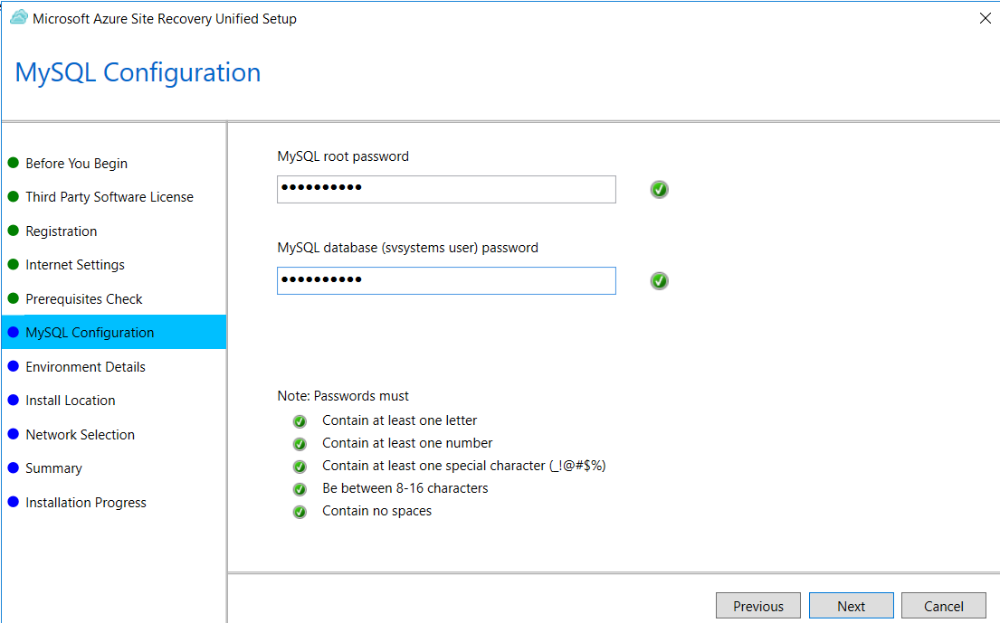 Microsoft Azure Site Recovery Unified Setup
MySQL Configuration
Before You Begin
Third Party Software License
Registration
Internet Settings
Prerequisites Check
MySQL Configuration
Environment Details
Install Location
Network Selection
Summary
Installation Progress
MySQL root password
●●●●●●●●●●
MySQL database (svsystems user) password
●●●●●●●●●●
Note: Passwords must
Contain at least one letter
Contain at least one number
Contain at least one special character (_!@#$%)
Be between 8-16 characters
Contain no spaces
Previous
Next
Cancel